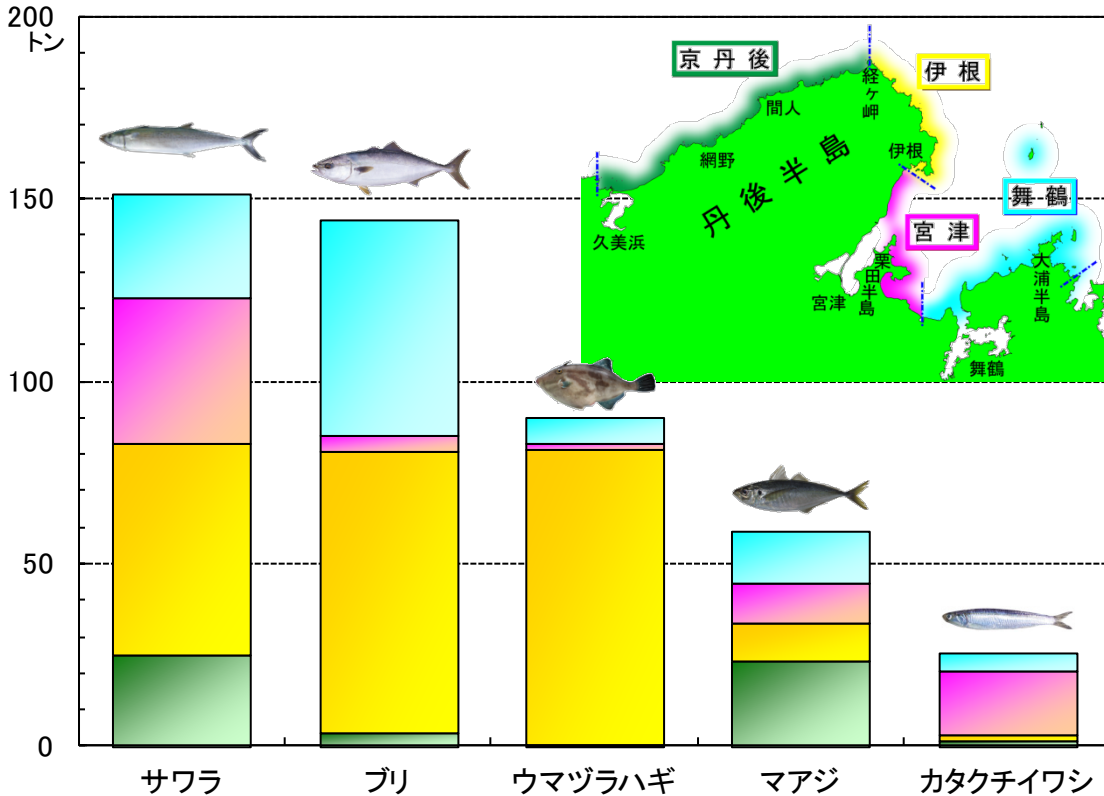 200
トン
150
100
50
0
サワラ
ブリ
ウマヅラハギ
マアジ
カタクチイワシ
京丹後
伊根
舞鶴
宮津
経ヶ岬
間人
網野
伊根
丹後半島
久美浜
宮津
栗田半島
大浦半島
舞鶴